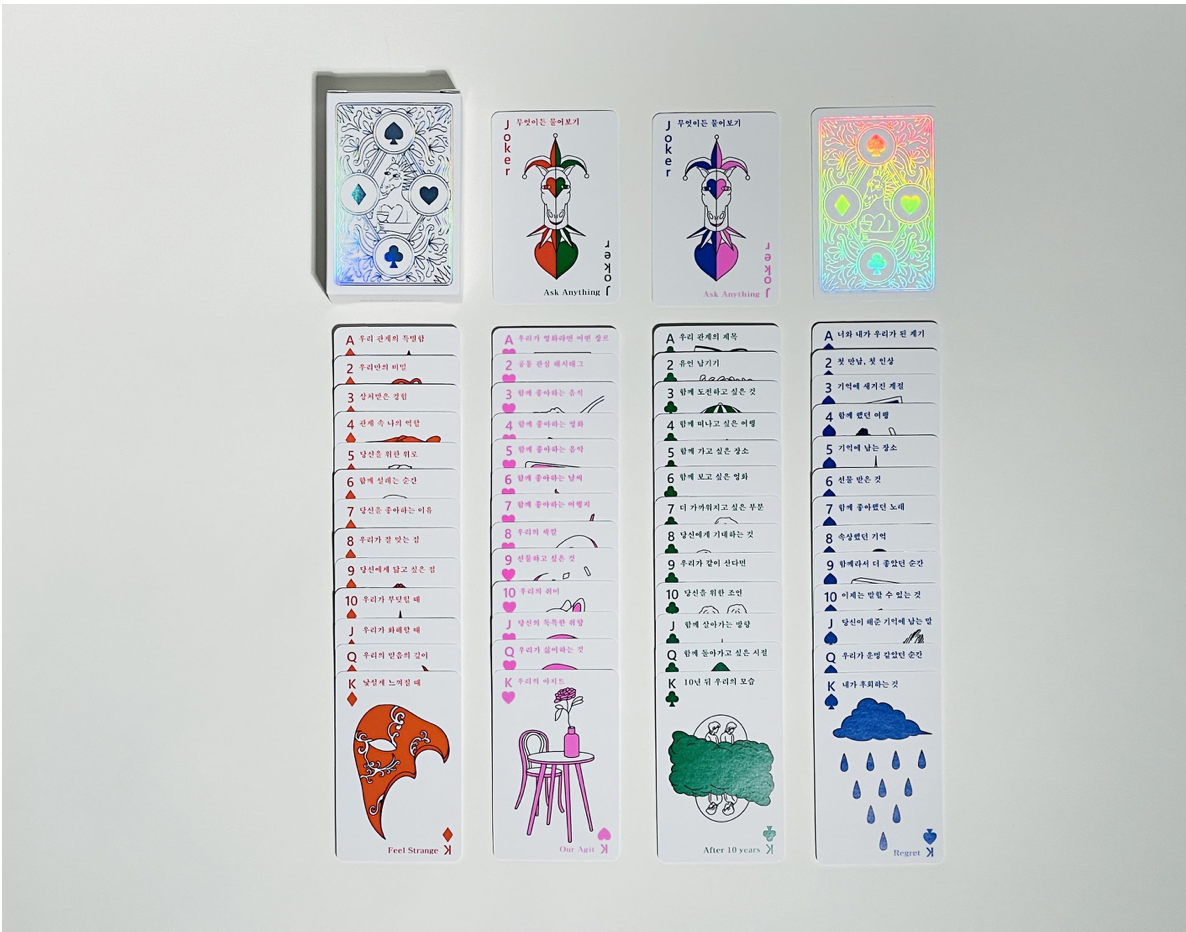 Joker
무엇이든 물어보기
Ask Anything
Joker
Joker
무엇이든 물어보기
Ask Anything
Joker
A 우리 관계의 특별함
2 우리만의 비밀
3 상처받은 경험
4 관계 속 나의 역할
5 당신을 위한 위로
6 함께 설레는 순간
7 당신을 좋아하는 이유
8 우리가 잘 맞는 점
9 당신에게 닮고 싶은 점
10 우리가 부딪힐 때
J 우리가 화해할 때
Q 우리의 믿음의 깊이
K 낯설게 느껴질 때
Feel Strange K
A 우리가 영화라면 어떤 장르
2 공통 관심 해시태그
3 함께 좋아하는 음식
4 함께 좋아하는 영화
5 함께 좋아하는 음악
6 함께 좋아하는 날씨
7 함께 좋아하는 여행지
8 우리의 계절
9 선물하고 싶은 것
10 우리의 취미
J 당신의 독특한 취향
Q 우리가 싫어하는 것
K 우리의 아지트
Our Agit K
A 우리 관계의 제목
2 유언 남기기
3 함께 도전하고 싶은 것
4 함께 떠나고 싶은 여행
5 함께 가고 싶은 장소
6 함께 보고 싶은 영화
7 더 가까워지고 싶은 부분
8 당신에게 기대하는 것
9 우리가 같이 산다면
10 당신을 위한 조언
J 함께 살아가는 방향
Q 함께 돌아가고 싶은 시절
K 10년 뒤 우리의 모습
After 10 years K
A 너와 내가 우리가 된 계기
2 첫 만남, 첫 인상
3 기억에 새겨진 계절
4 함께 했던 여행
5 기억에 남는 장소
6 선물 받은 것
7 함께 좋아했던 노래
8 속상했던 기억
9 함께라서 더 좋았던 순간
10 이제는 말할 수 있는 것
J 당신이 해준 기억에 남는 말
Q 우리가 운명 같았던 순간
K 내가 후회하는 것
Regret K